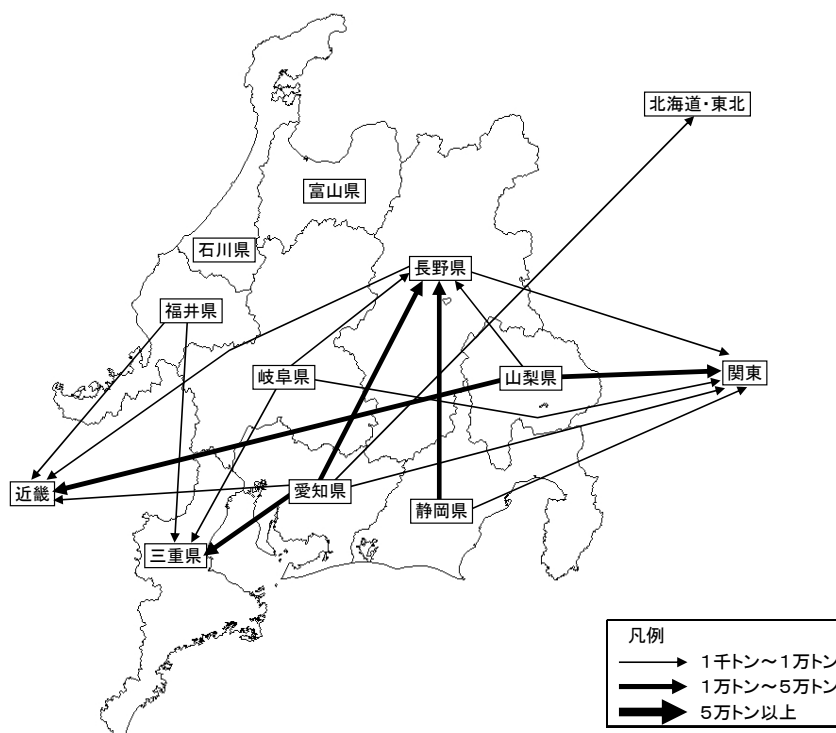 北海道・東北
富山県
石川県
長野県
福井県
岐阜県
山梨県
関東
近畿
愛知県
静岡県
三重県
凡例
1千トン～1万トン
1万トン～5万トン
5万トン以上